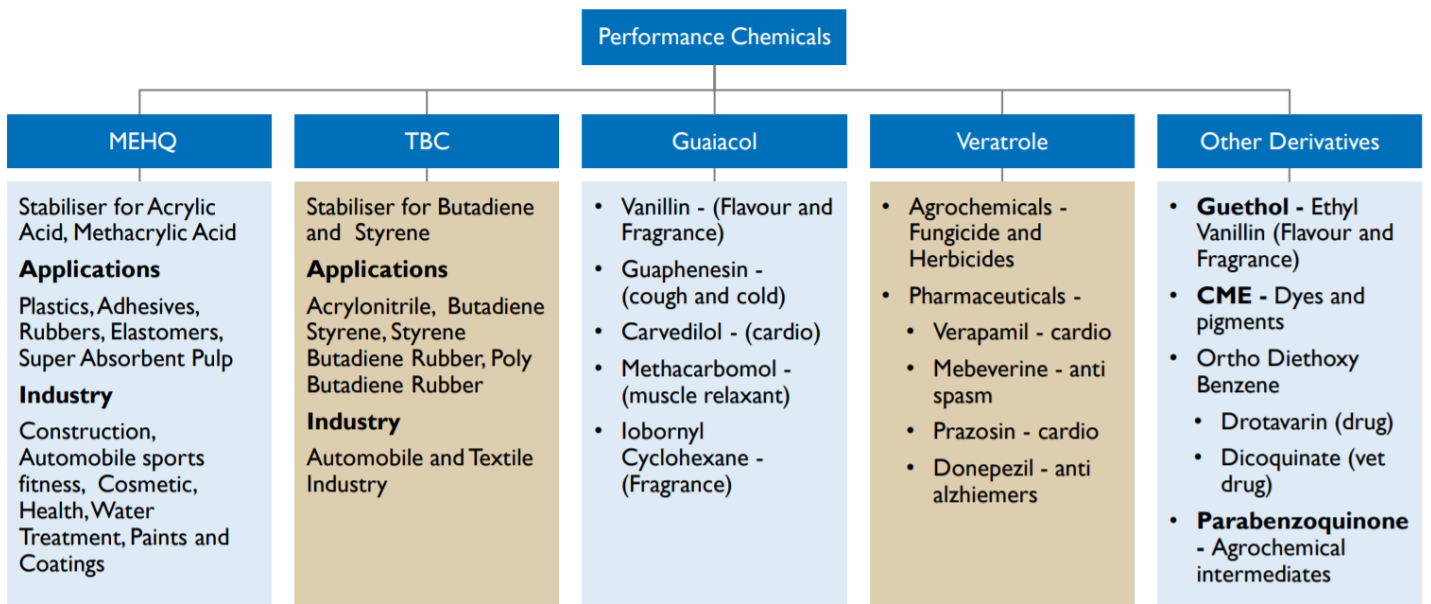 Performance Chemicals
MEHQ
Stabiliser for Acrylic
Acid, Methacrylic Acid
Applications
Plastics, Adhesives,
Rubbers, Elastomers,
Super Absorbent Pulp
Industry
Construction,
Automobile sports
fitness, Cosmetic,
Health, Water
Treatment, Paints and
Coatings
TBC
Stabiliser for Butadiene
and Styrene
Applications
Acrylonitrile, Butadiene
Styrene, Styrene
Butadiene Rubber, Poly
Butadiene Rubber
Industry
Automobile and Textile
Industry
Guaiacol
• Vanillin - (Flavour and
Fragrance)
• Guaphenesin -
(cough and cold)
• Carvedilol - (cardio)
• Methacarbomol -
(muscle relaxant)
• Iobornyl
Cyclohexane -
(Fragrance)
Veratrole
• Agrochemicals -
Fungicide and
Herbicides
• Pharmaceuticals -
• Verapamil - cardio
• Mebeverine - anti
spasm
• Prazosin - cardio
• Donepezil - anti
alzhiemers
Other Derivatives
• Guethol - Ethyl
Vanillin (Flavour and
Fragrance)
• CME - Dyes and
pigments
• Ortho Diethoxy
Benzene
• Drotavarin (drug)
• Dicoquinate (vet
drug)
• Parabenzoquinone
- Agrochemical
intermediates